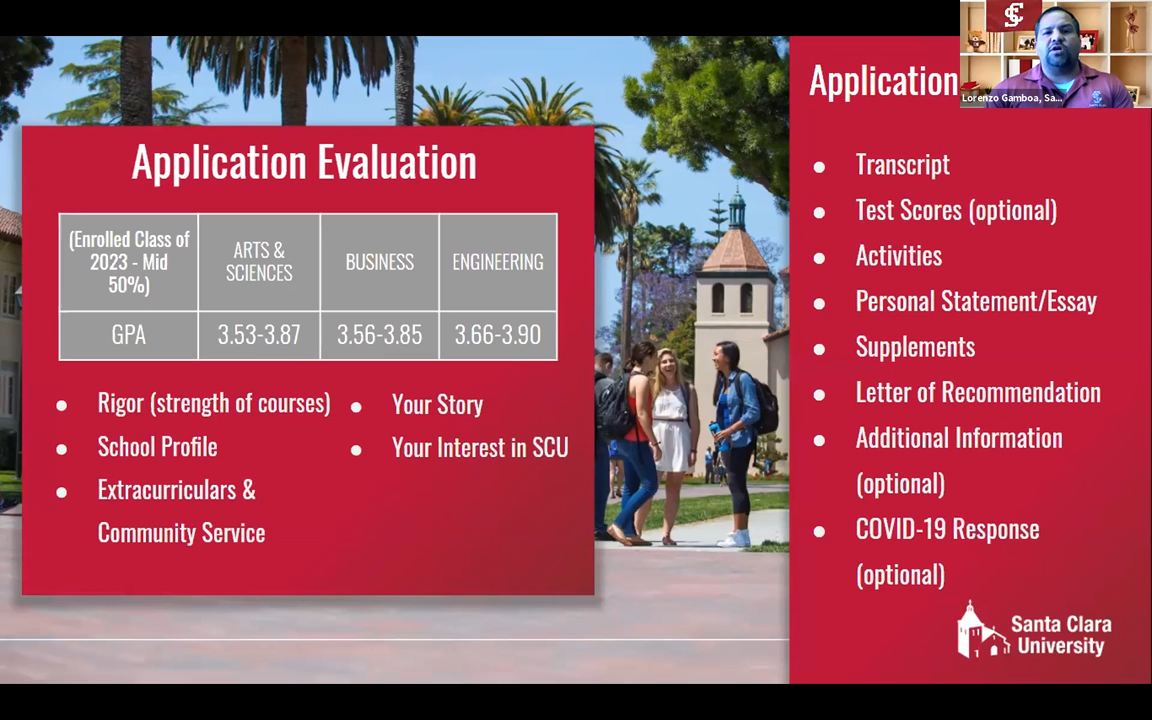 Application Evaluation
(Enrolled Class of
2023 - Mid
50%)
ARTS &
SCIENCES
BUSINESS
ENGINEERING
GPA
3.53-3.87
3.56-3.85
3.66-3.90
Rigor (strength of courses)
School Profile
Extracurriculars &
Community Service
Your Story
Your Interest in SCU
Application
Transcript
Test Scores (optional)
Activities
Personal Statement/Essay
Supplements
Letter of Recommendation
Additional Information
(optional)
COVID-19 Response
(optional)
Santa Clara
University
SC
Lorenzo Gamboa, Sa...